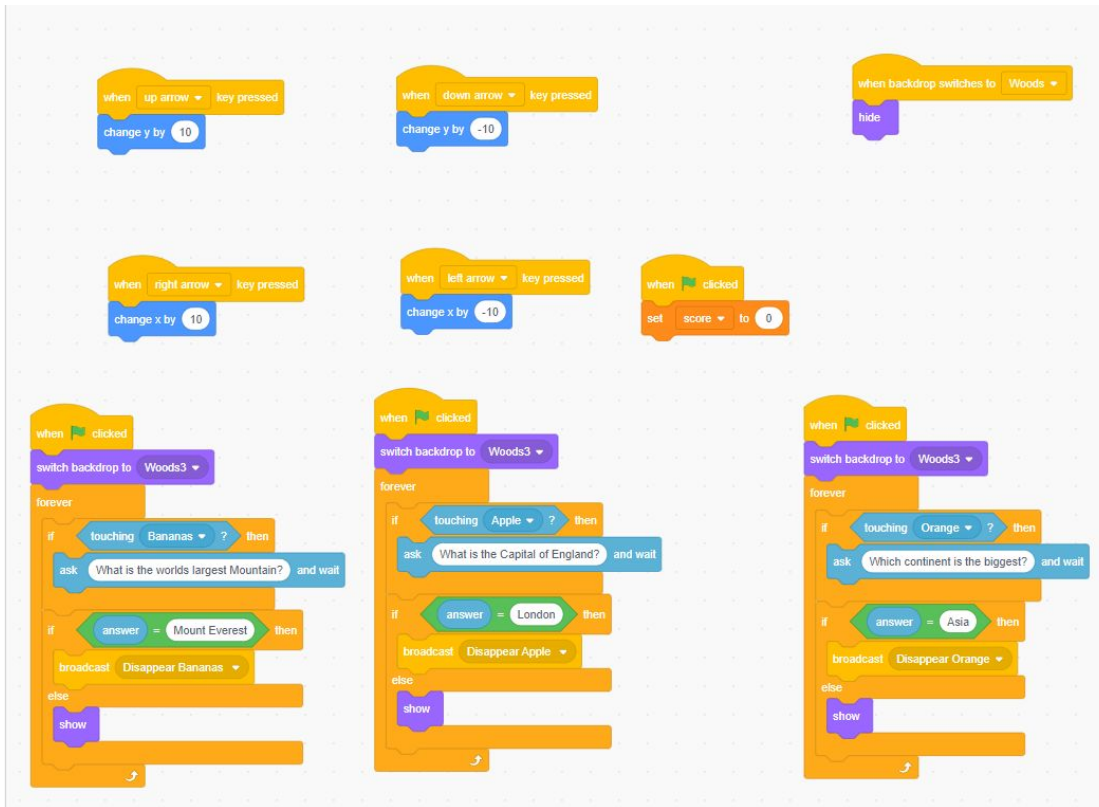 when up arrow key pressed
change y by 10
when down arrow key pressed
change y by -10
when backdrop switches to Woods
hide
when right arrow key pressed
change x by 10
when left arrow key pressed
change x by -10
when clicked
set score to 0
when clicked
switch backdrop to Woods3
forever
if touching Bananas ? then
ask What is the worlds largest Mountain? and wait
if answer = Mount Everest then
broadcast Disappear Bananas
else
show
when clicked
switch backdrop to Woods3
forever
if touching Apple ? then
ask What is the Capital of England? and wait
if answer = London then
broadcast Disappear Apple
else
show
when clicked
switch backdrop to Woods3
forever
if touching Orange ? then
ask Which continent is the biggest? and wait
if answer = Asia then
broadcast Disappear Orange
else
show